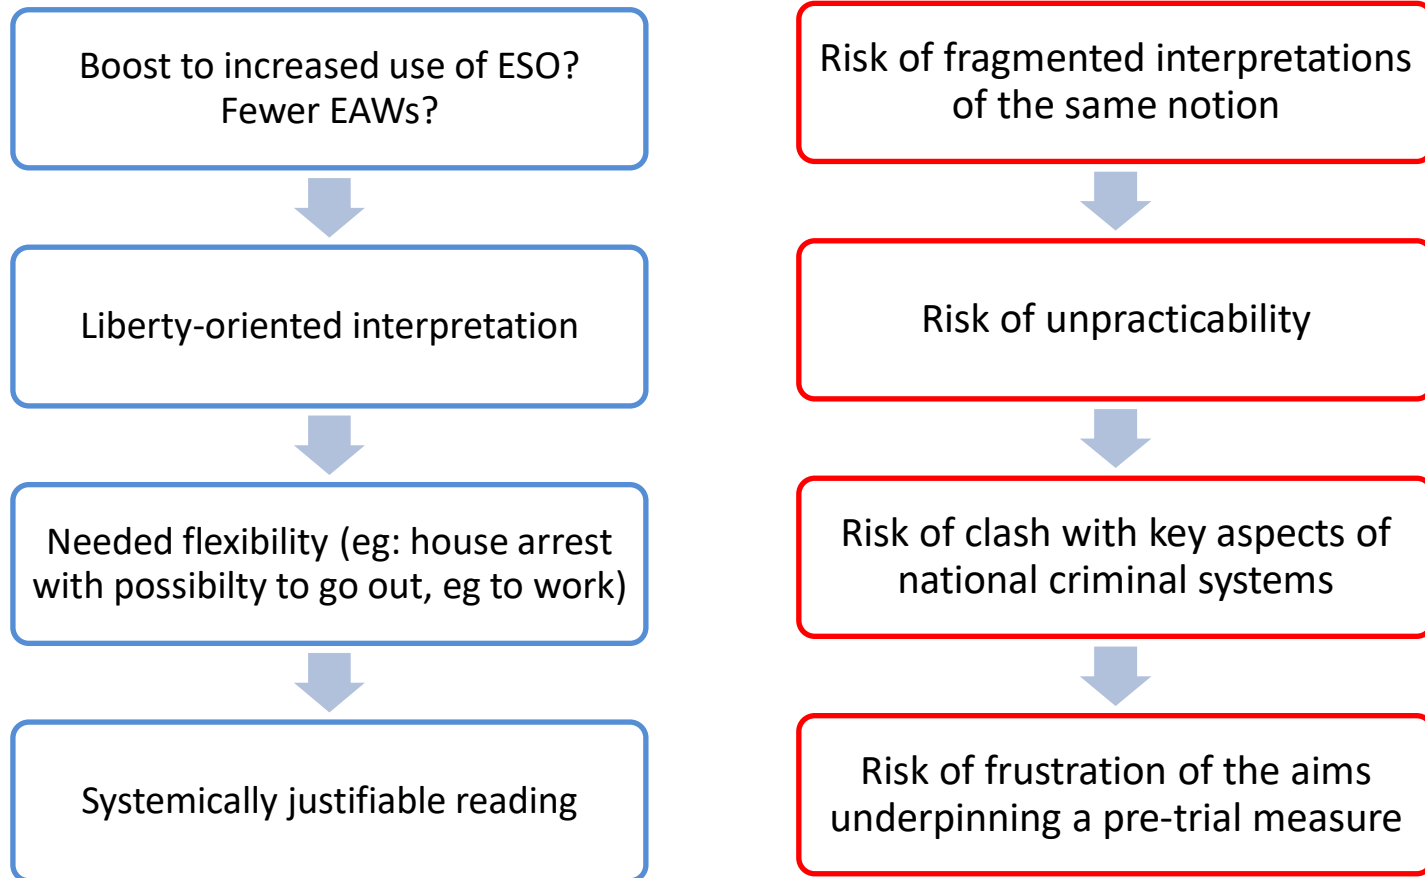 Boost to increased use of ESO?
Fewer EAWs?
Liberty-oriented interpretation
Needed flexibility (eg: house arrest
with possibilty to go out, eg to work)
Systemically justifiable reading
Risk of fragmented interpretations
of the same notion
Risk of unpracticability
Risk of clash with key aspects of
national criminal systems
Risk of frustration of the aims
underpinning a pre-trial measure